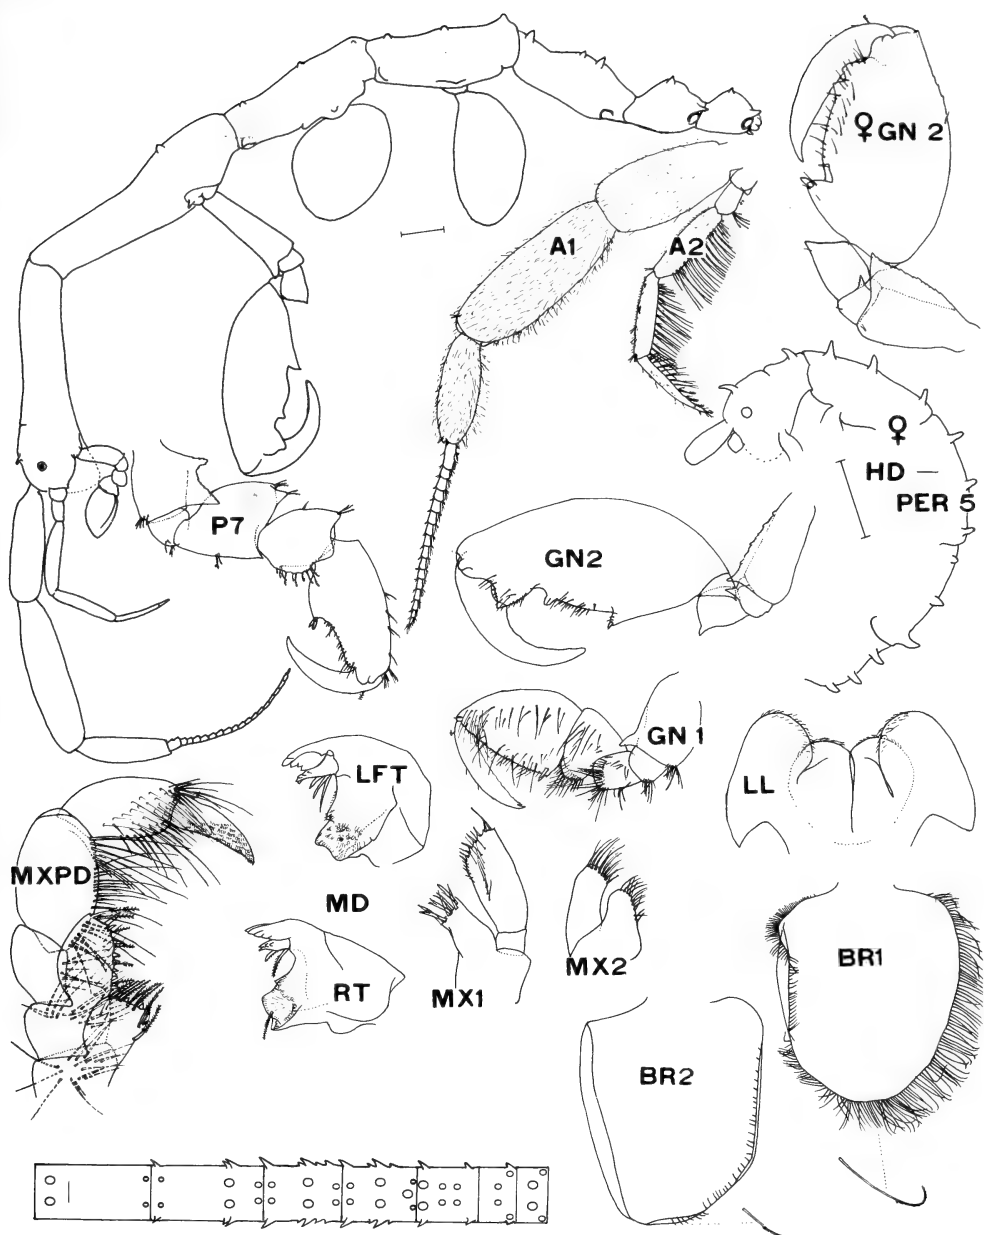 ♀ GN 2
A1
A2
♀
HD —
PER 5
P7
GN2
GN 1
LFT
LL
MXPD
MD
BR1
MX2
RT
MX1
BR2